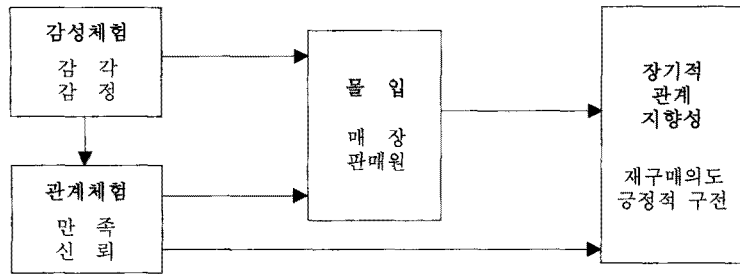 감성체험
감 각
감 정
관계체험
만 족
신 뢰
몰 입
매 장
판매원
장기적
관계
지향성
재구매의도
긍정적 구전